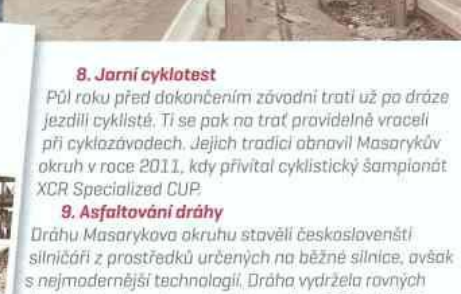 8. Jarní cyklotest
Půl roku před dokončením závodní trati už po dráze
jezdili cyklisté. Ti se pak na trať pravidelně vraceli
při cyklozávodech. Jejich tradici obnovil Masarykův
okruh v roce 2011, kdy přivítal cyklistický šampionát
XCR Specialized CUP.
9. Asfaltování dráhy
Dráhu Masarykova okruhu stavěli českoslovenští
silničáři z prostředků určených na běžné silnice, avšak
s nejmodernější technologií. Dráha vydržela rovných